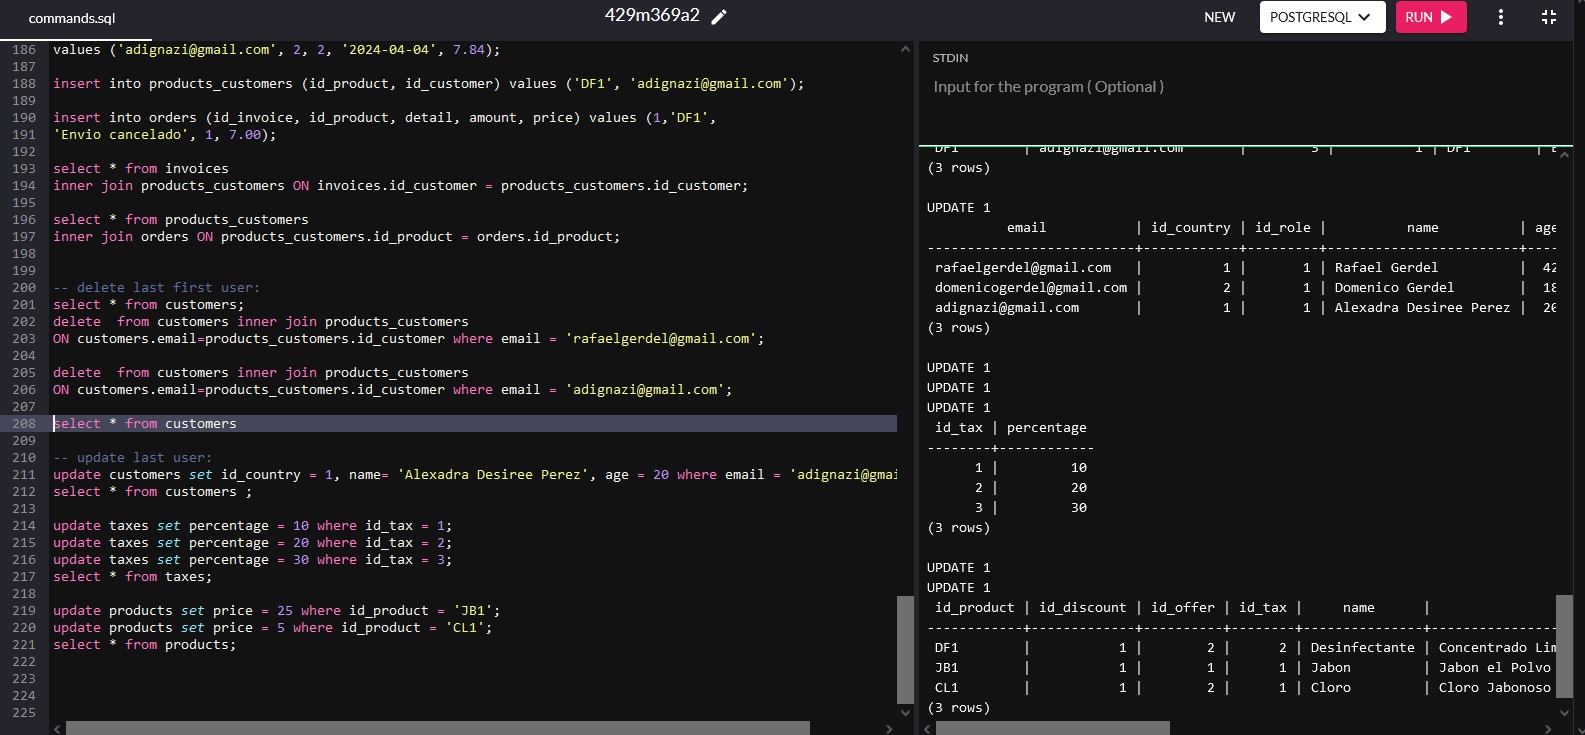 commands.sql
429m369a2
NEW
POSTGRESQL
RUN
186 values ('adignazi@gmail.com', 2, 2, '2024-04-04', 7.84);
187
188 insert into products_customers (id_product, id_customer) values ('DF1', 'adignazi@gmail.com');
189
190 insert into orders (id_invoice, id_product, detail, amount, price) values (1,'DF1',
191 'Envio cancelado', 1, 7.00);
192
193 select * from invoices
194 inner join products_customers ON invoices.id_customer = products_customers.id_customer;
195
196 select * from products_customers
197 inner join orders ON products_customers.id_product = orders.id_product;
198
199
200 -- delete last first user:
201 select * from customers;
202 delete  from customers inner join products_customers
203 ON customers.email=products_customers.id_customer where email = 'rafaelgerdel@gmail.com';
204
205 delete  from customers inner join products_customers
206 ON customers.email=products_customers.id_customer where email = 'adignazi@gmail.com';
207
208 select * from customers
209
210 -- update last user:
211 update customers set id_country = 1, name= 'Alexadra Desiree Perez', age = 20 where email = 'adignazi@gmai
212 select * from customers ;
213
214 update taxes set percentage = 10 where id_tax = 1;
215 update taxes set percentage = 20 where id_tax = 2;
216 update taxes set percentage = 30 where id_tax = 3;
217 select * from taxes;
218
219 update products set price = 25 where id_product = 'JB1';
220 update products set price = 5 where id_product = 'CL1';
221 select * from products;
222
223
224
225
STDIN
Input for the program ( Optional )
DF1 | adignazi@gmail.com | 3 | 1 | DF1 |
(3 rows)
UPDATE 1
email | id_country | id_role | name | age
---------------------------+------------+---------+------------------------+----
rafaelgerdel@gmail.com | 1 | 1 | Rafael Gerdel | 42
domenicogerdel@gmail.com | 2 | 1 | Domenico Gerdel | 18
adignazi@gmail.com | 1 | 1 | Alexadra Desiree Perez | 20
(3 rows)
UPDATE 1
UPDATE 1
UPDATE 1
id_tax | percentage
--------+------------
1 | 10
2 | 20
3 | 30
(3 rows)
UPDATE 1
UPDATE 1
id_product | id_discount | id_offer | id_tax | name |
------------+-------------+----------+--------+---------------+----------------
DF1 | 1 | 2 | 2 | Desinfectante | Concentrado Lim
JB1 | 1 | 1 | 1 | Jabon | Jabon el Polvo
CL1 | 1 | 2 | 1 | Cloro | Cloro Jabonoso
(3 rows)